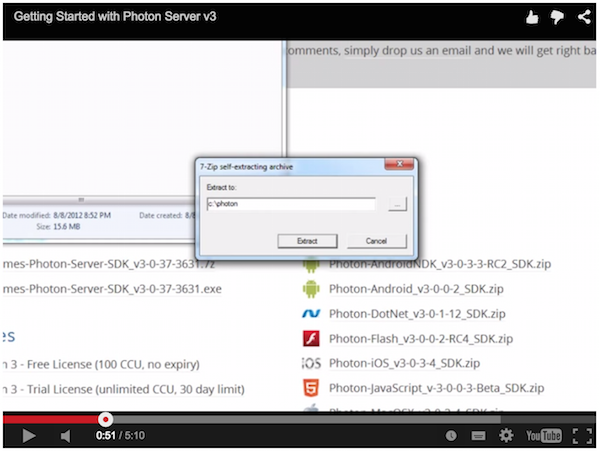 Getting Started with Photon Server v3
comments, simply drop us an email and we will get right ba
7-Zip self-extracting archive
Extract to:
c:\photon
...
Extract
Cancel
Date modified: 8/8/2012 8:52 PM
Date created: 8/8
Size: 15.6 MB
mes-Photon-Server-SDK_v3-0-37-3631.7z
mes-Photon-Server-SDK_v3-0-37-3631.exe
es
n 3 - Free License (100 CCU, no expiry)
n 3 - Trial License (unlimited CCU, 30 day limit)
Photon-AndroidNDK_v3-0-3-3-RC2_SDK.zip
Photon-Android_v3-0-0-2_SDK.zip
Photon-DotNet_v3-0-1-12_SDK.zip
Photon-Flash_v3-0-0-2-RC4_SDK.zip
iOS Photon-iOS_v3-0-3-4_SDK.zip
Photon-JavaScript_v-3-0-0-3-Beta_SDK.zip
0:51 / 5:10
YouTube